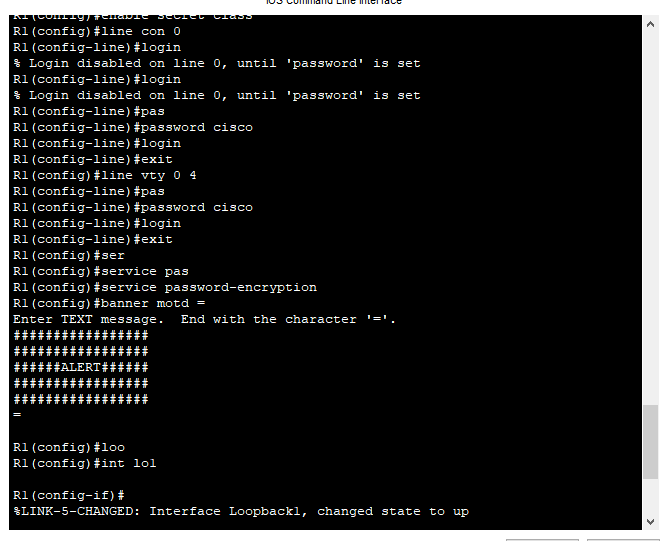 IOS Command Line Interface
R1(config)#enable secret class
R1(config)#line con 0
R1(config-line)#login
% Login disabled on line 0, until 'password' is set
R1(config-line)#login
% Login disabled on line 0, until 'password' is set
R1(config-line)#pas
R1(config-line)#password cisco
R1(config-line)#login
R1(config-line)#exit
R1(config)#line vty 0 4
R1(config-line)#pas
R1(config-line)#password cisco
R1(config-line)#login
R1(config-line)#exit
R1(config)#ser
R1(config)#service pas
R1(config)#service password-encryption
R1(config)#banner motd =
Enter TEXT message.  End with the character '='.
#################
#################
######ALERT######
#################
#################
=
R1(config)#loo
R1(config)#int lo1
R1(config-if)#
%LINK-5-CHANGED: Interface Loopback1, changed state to up